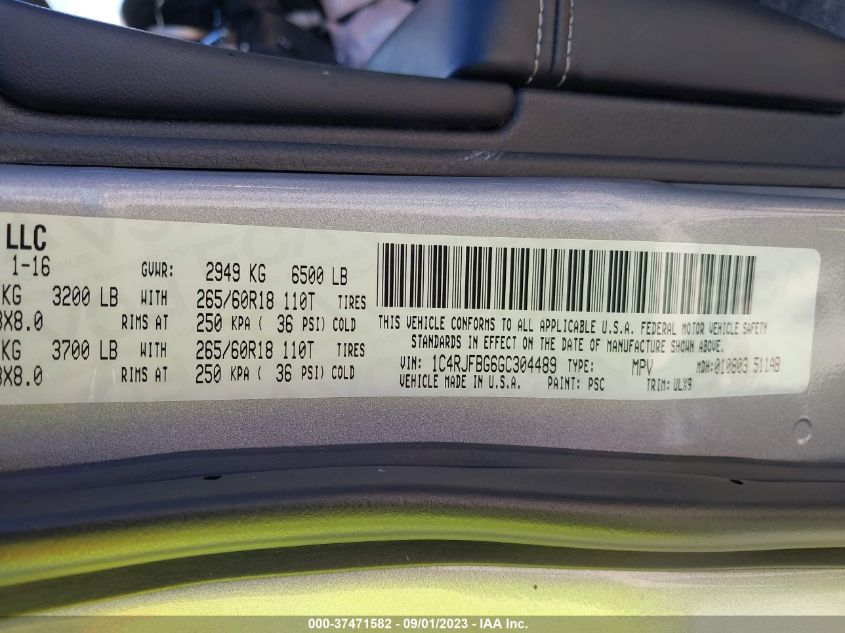 LLC
1-16 GVWR: 2949 KG 6500 LB
KG 3200 LB WITH 265/60R18 110T TIRES
8X8.0 RIMS AT 250 KPA ( 36 PSI) COLD
KG 3700 LB WITH 265/60R18 110T TIRES
8X8.0 RIMS AT 250 KPA ( 36 PSI) COLD
THIS VEHICLE CONFORMS TO ALL APPLICABLE U.S.A. FEDERAL MOTOR VEHICLE SAFETY
STANDARDS IN EFFECT ON THE DATE OF MANUFACTURE SHOWN ABOVE.
VIN: 1C4RJFBG6GC304489 TYPE: MPV MDH: 010803 511AB
VEHICLE MADE IN U.S.A. PAINT: PSC TRIM: ULX9
000-37471582 - 09/01/2023 - IAA Inc.